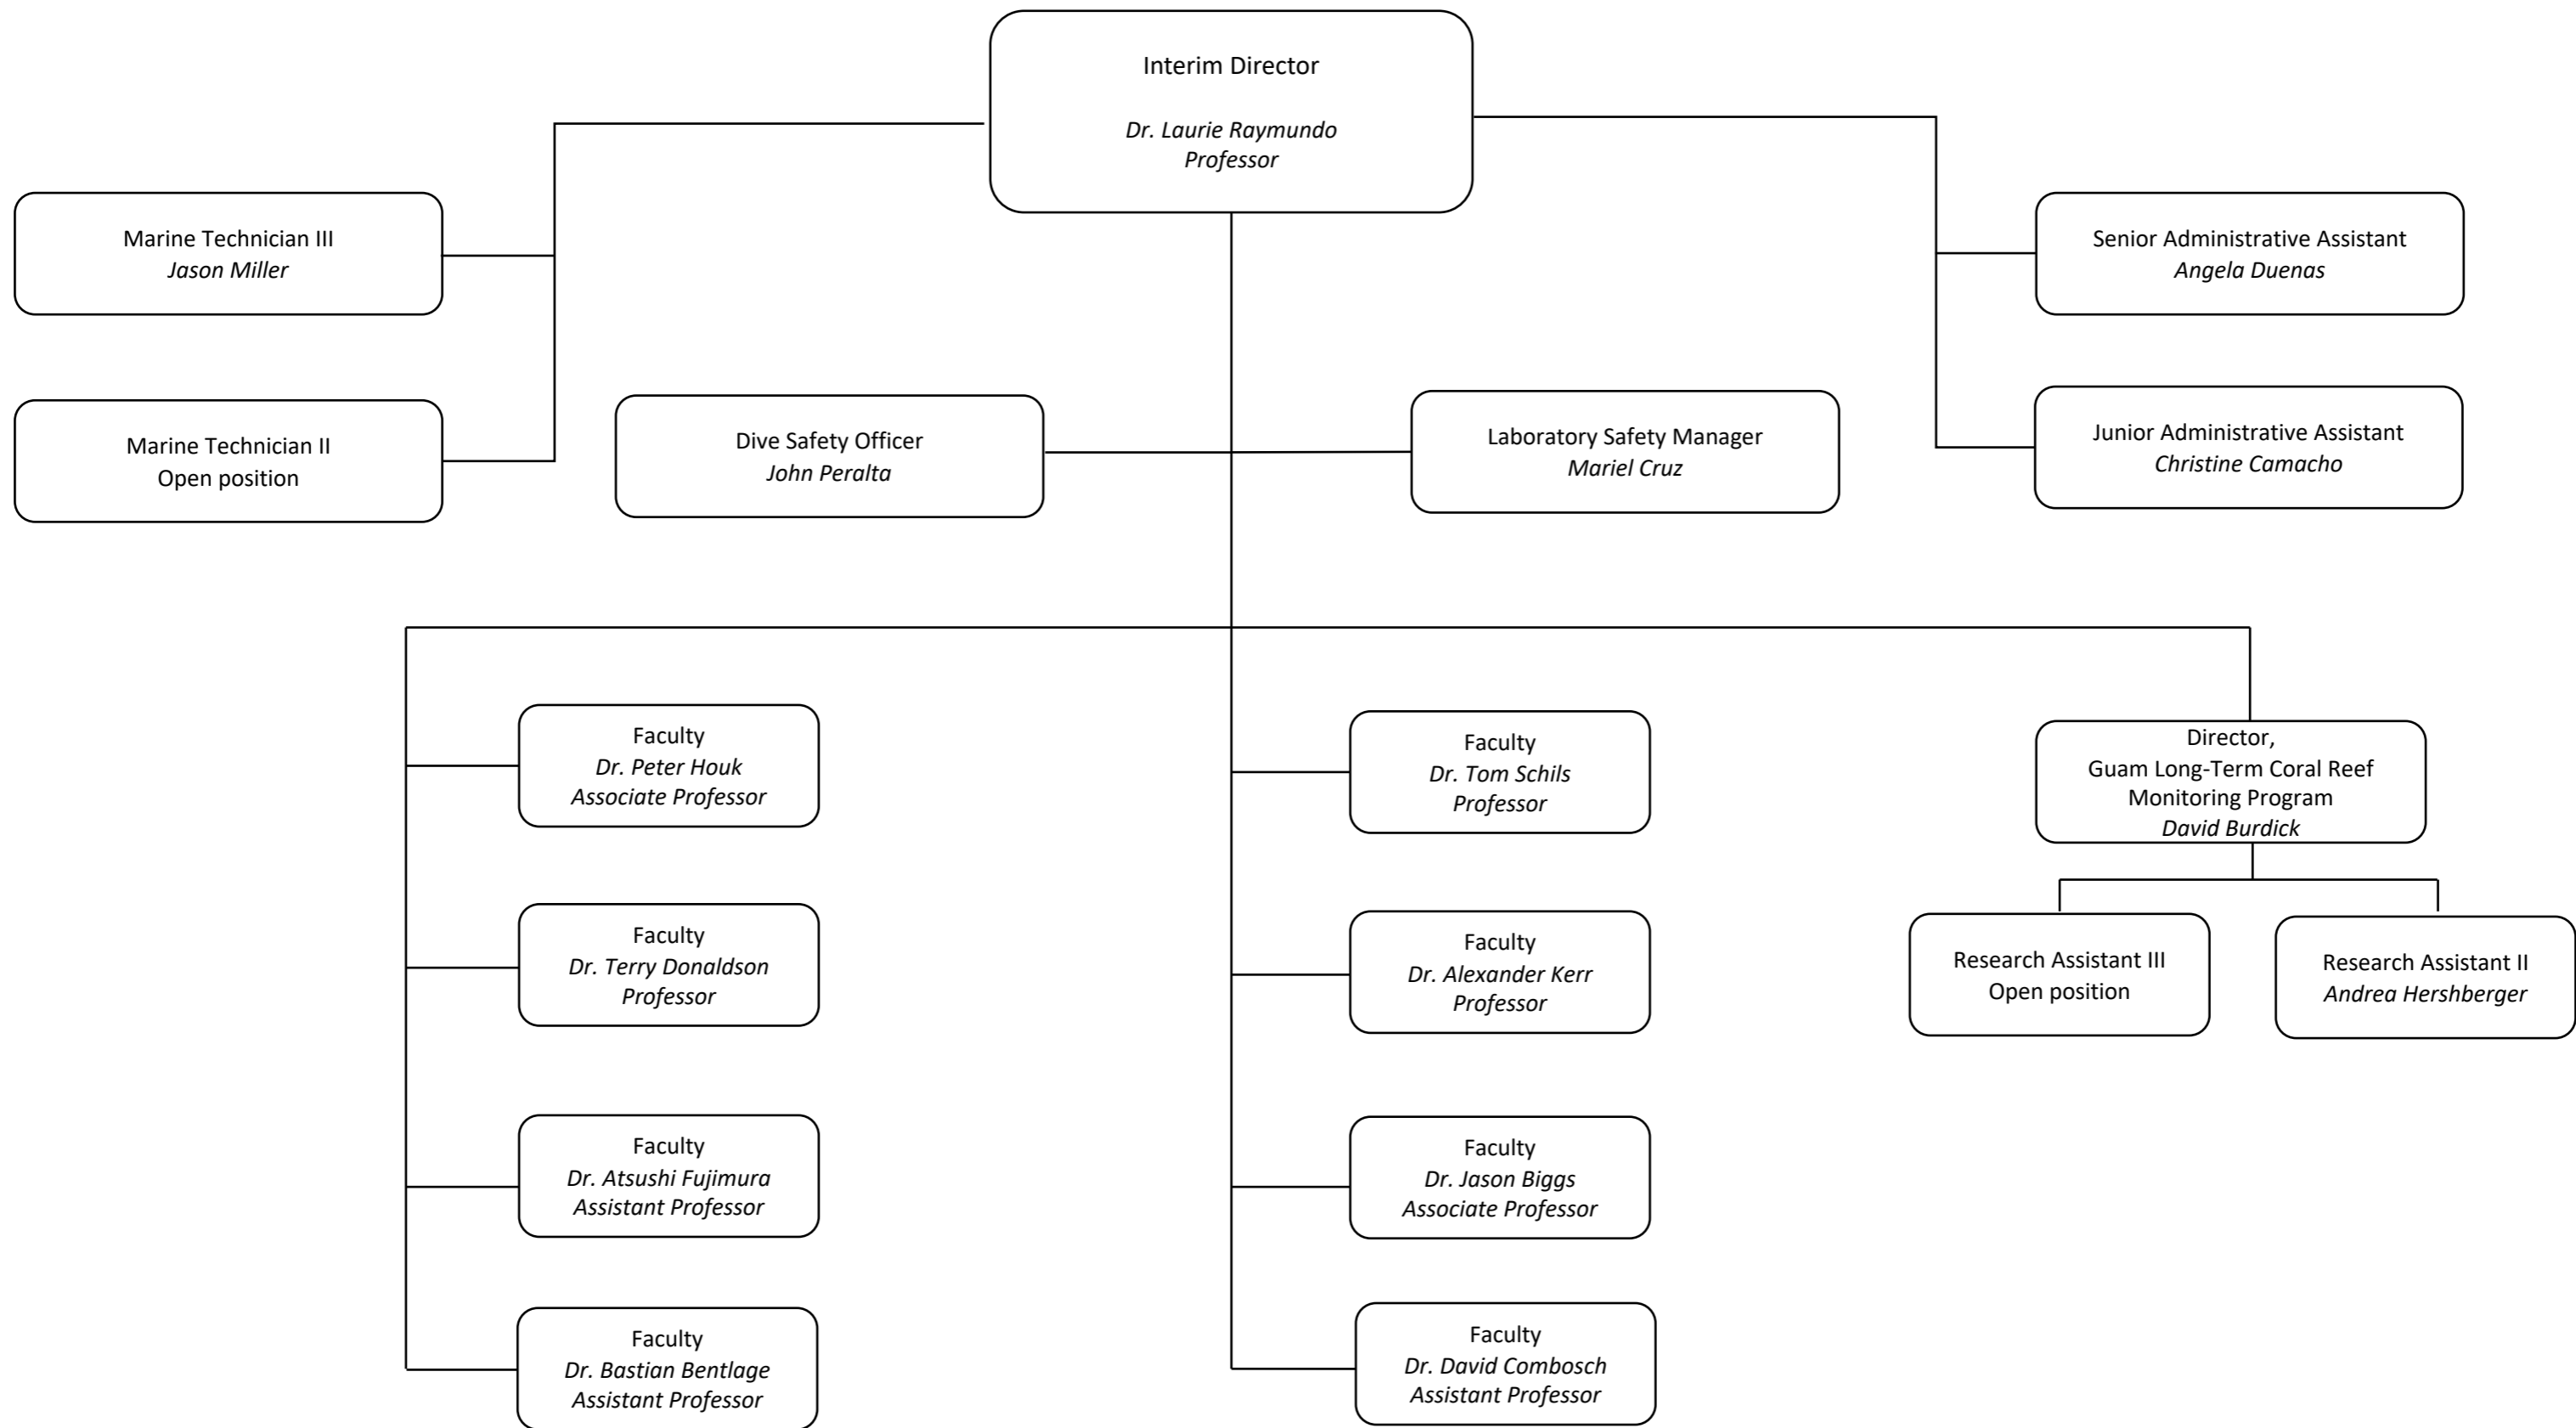 Interim Director
Dr. Laurie Raymundo
Professor
Marine Technician III
Jason Miller
Senior Administrative Assistant
Angela Duenas
Marine Technician II
Open position
Dive Safety Officer
John Peralta
Laboratory Safety Manager
Mariel Cruz
Junior Administrative Assistant
Christine Camacho
Faculty
Dr. Peter Houk
Associate Professor
Faculty
Dr. Tom Schils
Professor
Director,
Guam Long-Term Coral Reef
Monitoring Program
David Burdick
Faculty
Dr. Terry Donaldson
Professor
Faculty
Dr. Alexander Kerr
Professor
Research Assistant III
Open position
Research Assistant II
Andrea Hershberger
Faculty
Dr. Atsushi Fujimura
Assistant Professor
Faculty
Dr. Jason Biggs
Associate Professor
Faculty
Dr. Bastian Bentlage
Assistant Professor
Faculty
Dr. David Combosch
Assistant Professor